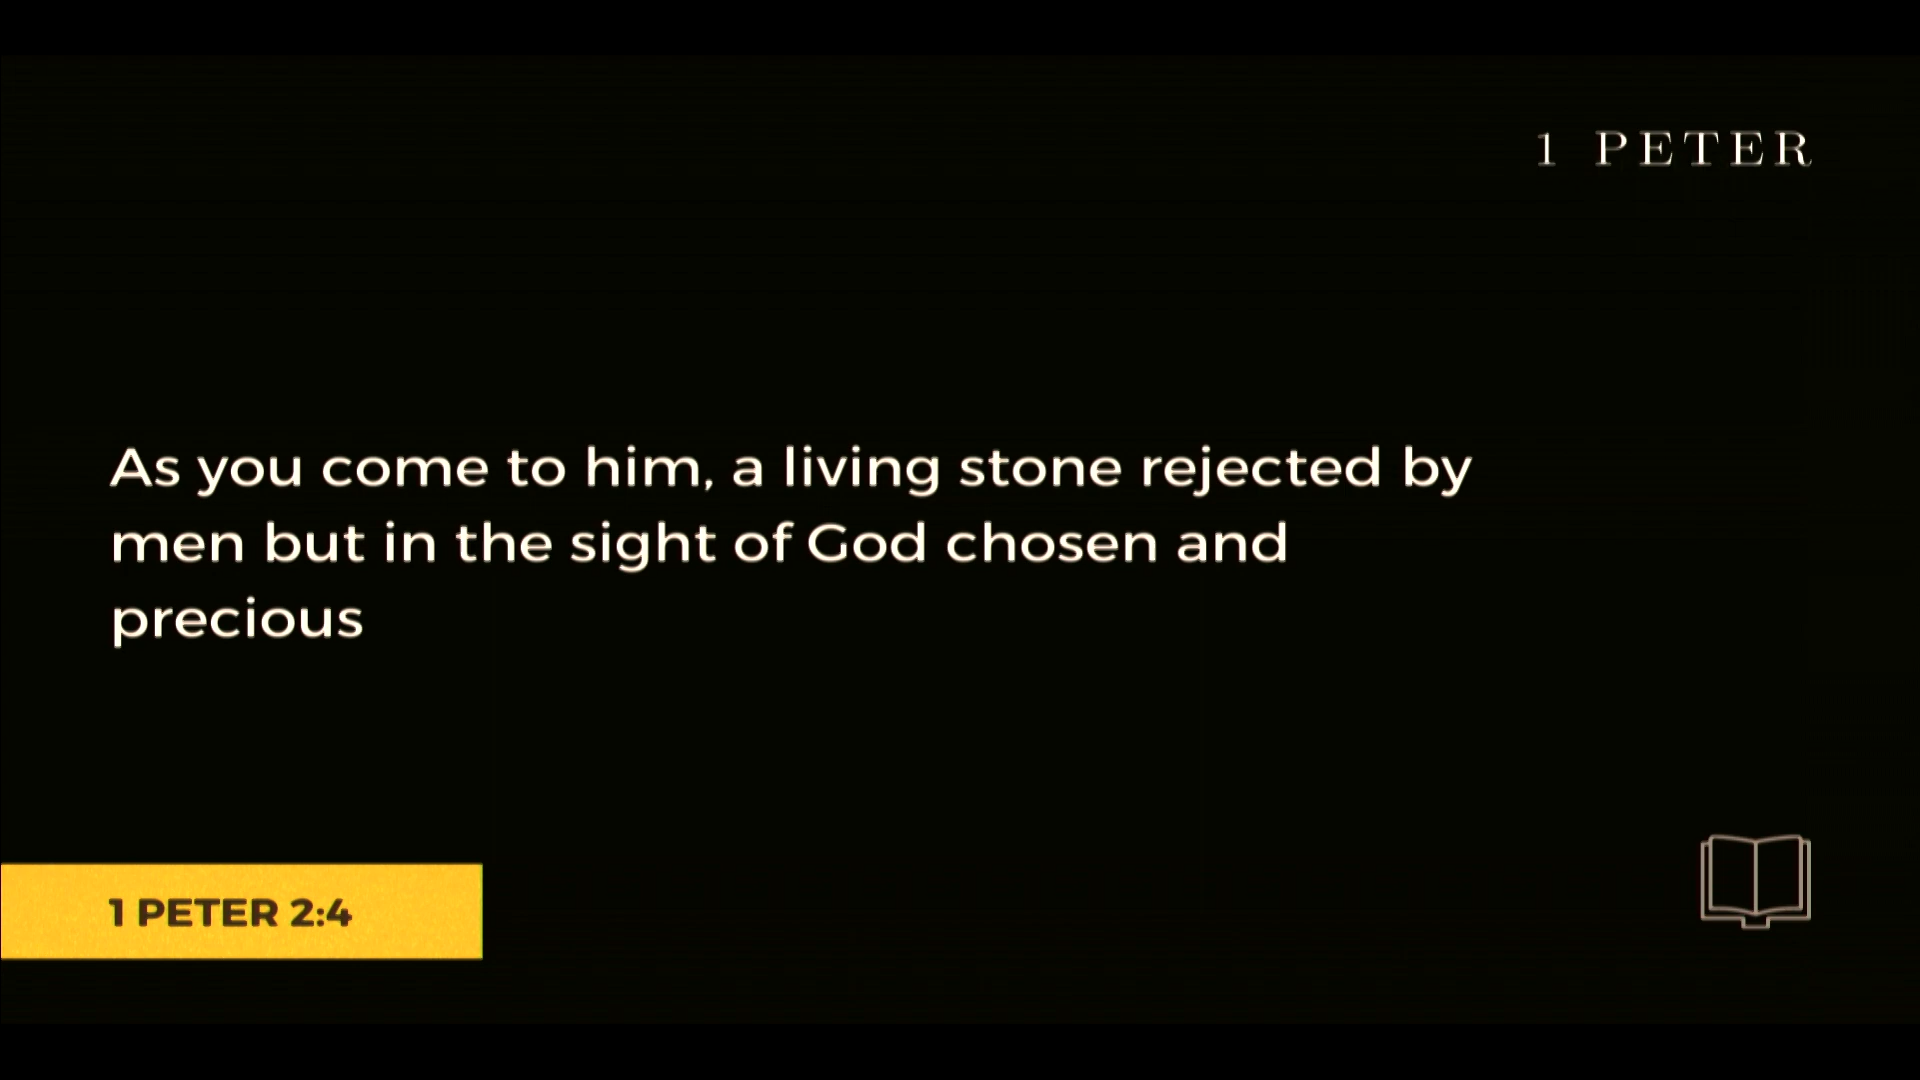 1 PETER
As you come to him, a living stone rejected by
men but in the sight of God chosen and
precious
1 PETER 2:4